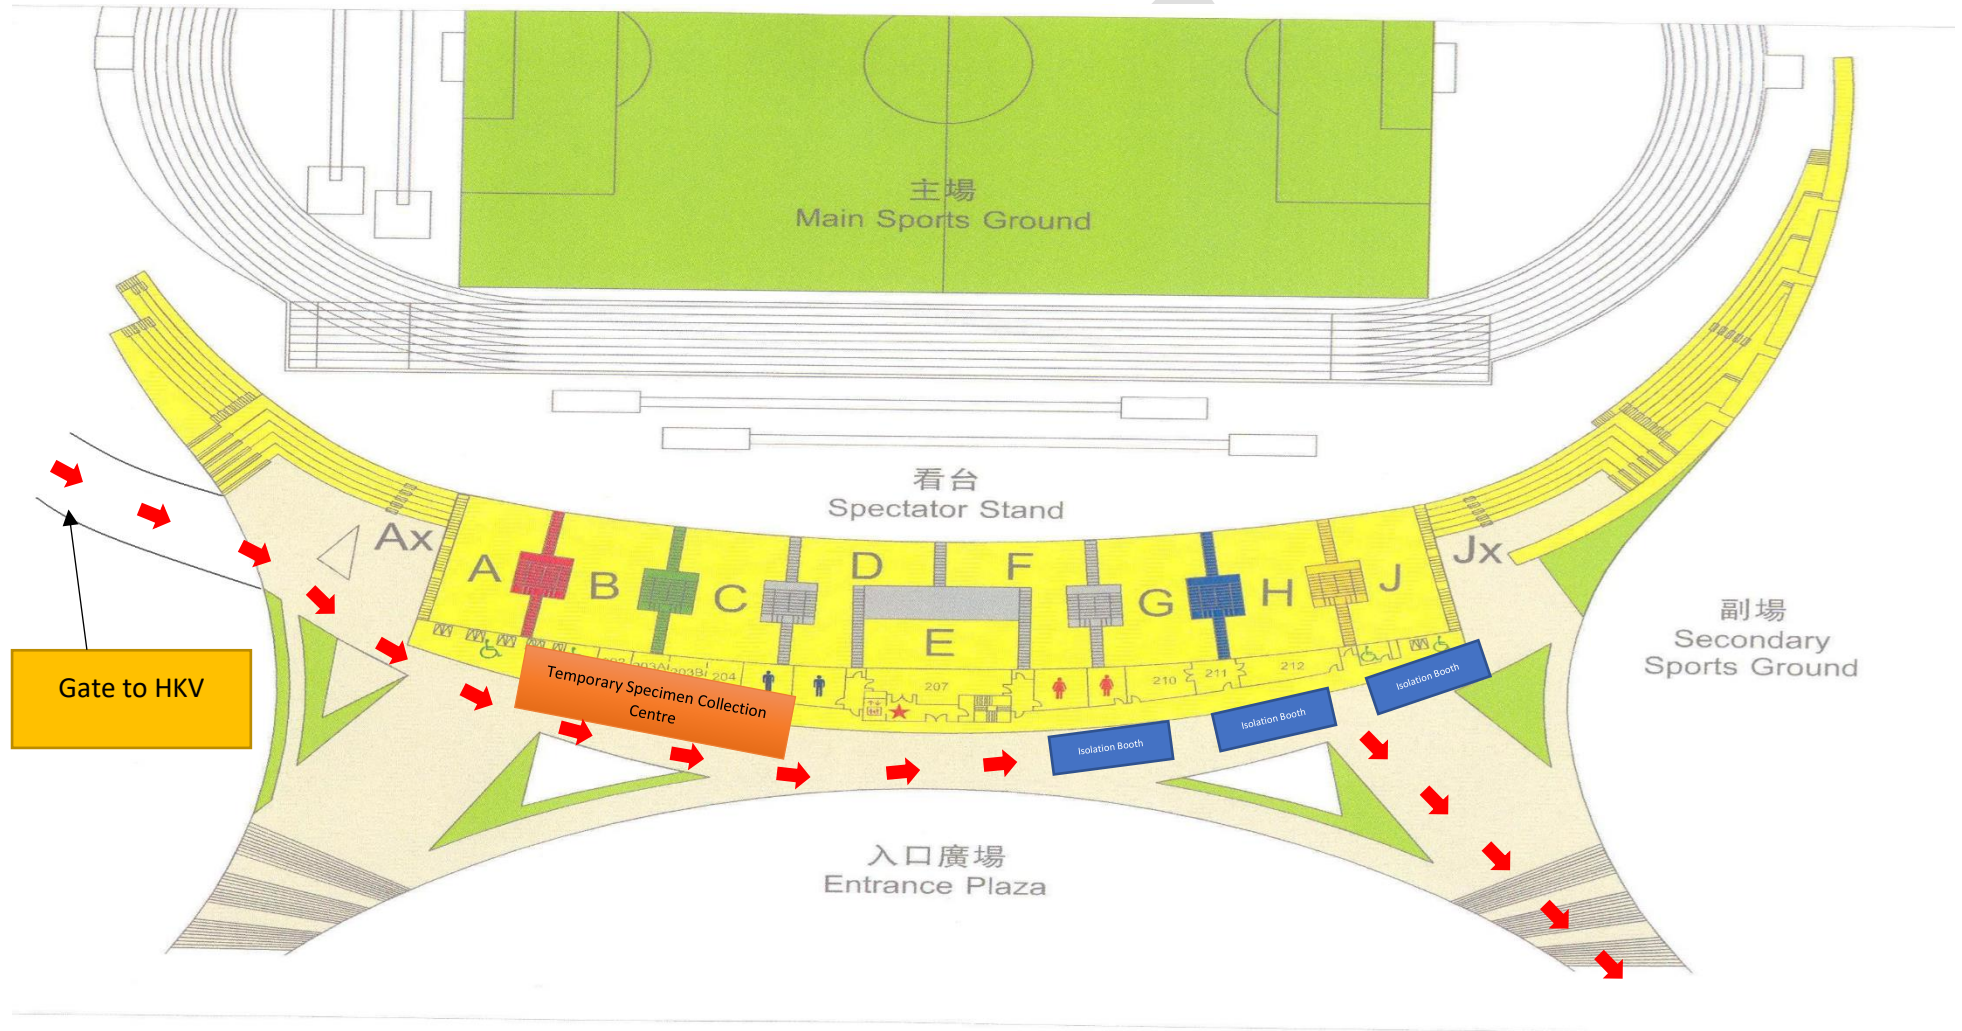 主場
Main Sports Ground
看台
Spectator Stand
Ax
A
B
C
D
F
G
H
J
Jx
E
副場
Secondary
Sports Ground
Gate to HKV
Temporary Specimen Collection
Centre
203A
203B
204
207
210
211
212
Isolation Booth
Isolation Booth
Isolation Booth
入口廣場
Entrance Plaza